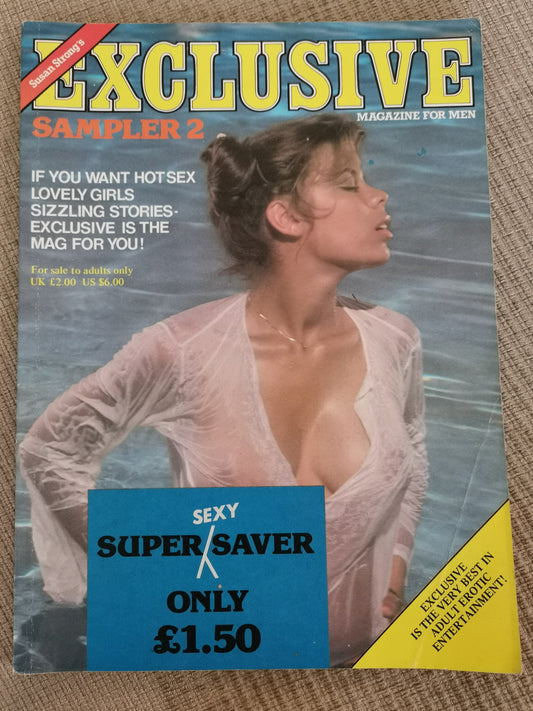 Susan Strong's
EXCLUSIVE
MAGAZINE FOR MEN
SAMPLER 2
IF YOU WANT HOT SEX
LOVELY GIRLS
SIZZLING STORIES-
EXCLUSIVE IS THE
MAG FOR YOU!
For sale to adults only
UK £2.00 US $6.00
SEXY
SUPER SAVER
ONLY
£1.50
EXCLUSIVE
IS THE VERY BEST IN
ADULT EROTIC
ENTERTAINMENT!